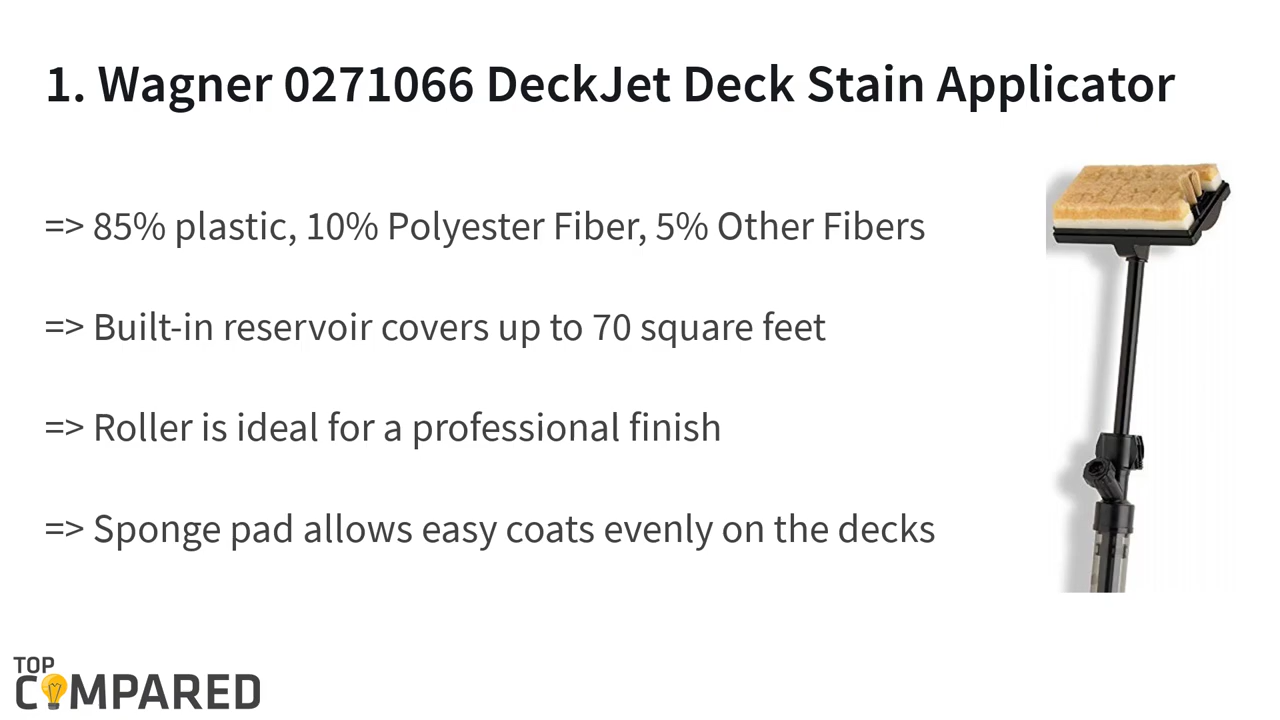 1. Wagner 0271066 DeckJet Deck Stain Applicator
=> 85% plastic, 10% Polyester Fiber, 5% Other Fibers
=> Built-in reservoir covers up to 70 square feet
=> Roller is ideal for a professional finish
=> Sponge pad allows easy coats evenly on the decks
TOP
COMPARED